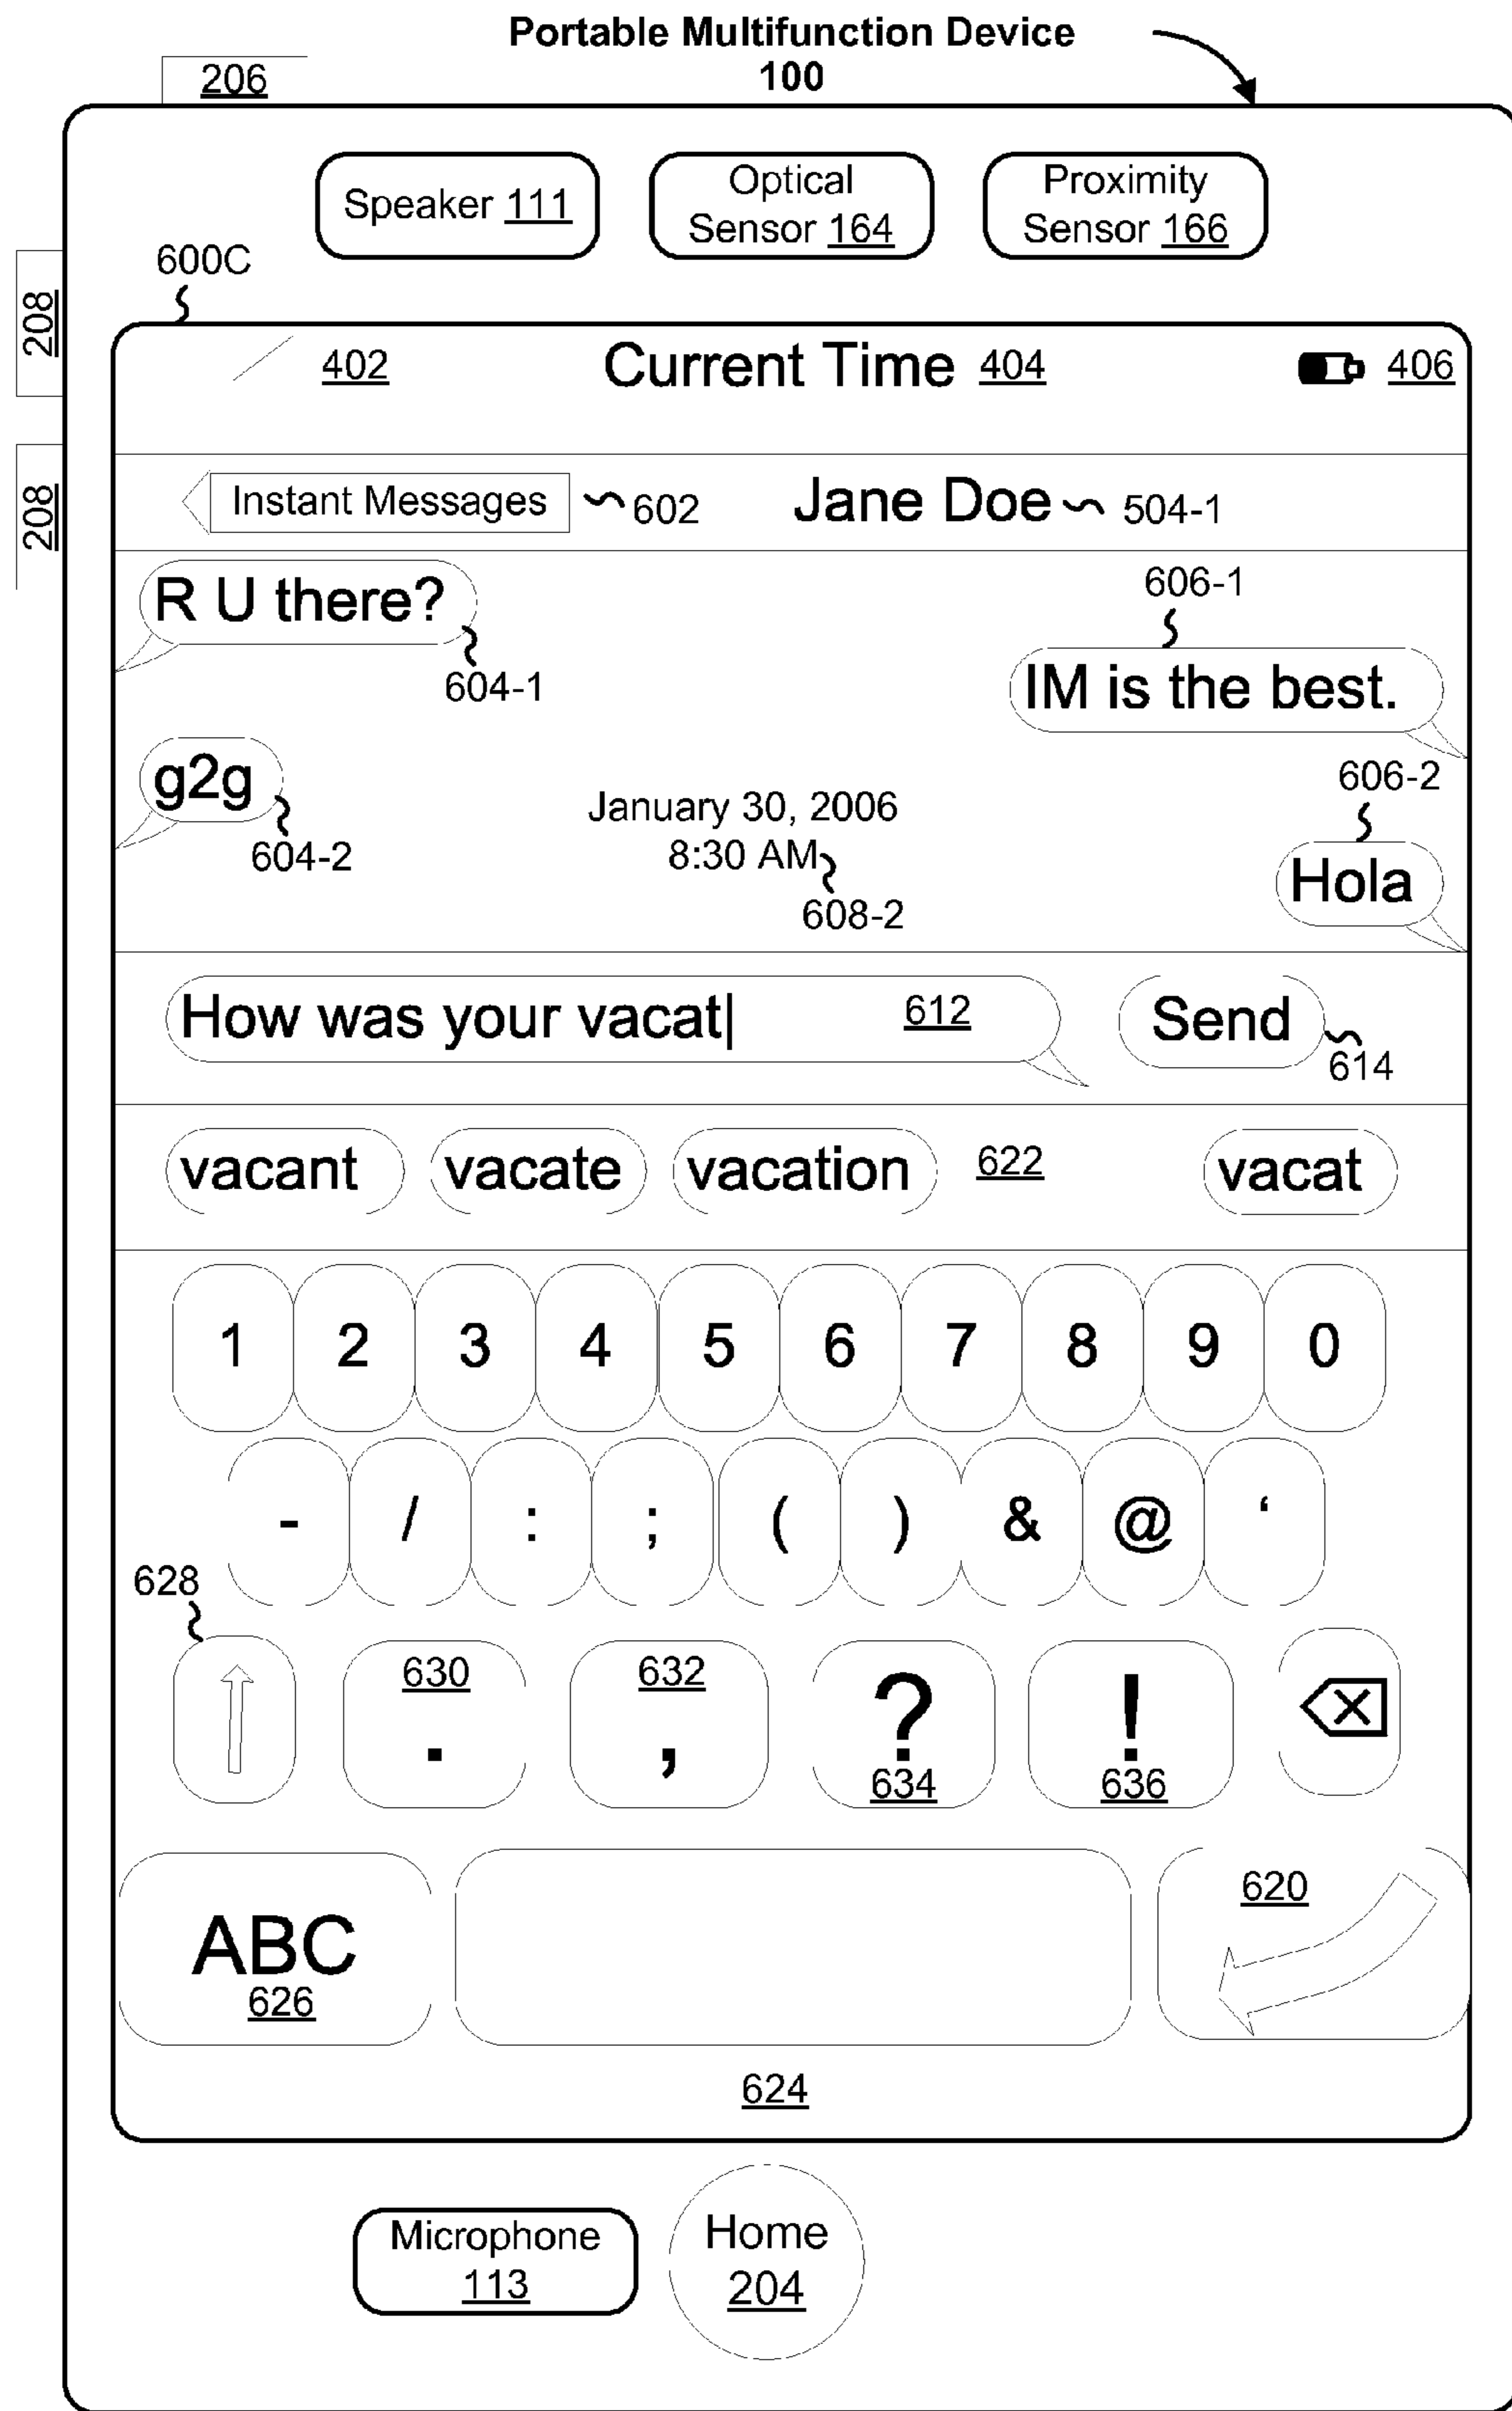 Portable Multifunction Device
100
206
Speaker 111
Optical
Sensor 164
Proximity
Sensor 166
600C
208
402
Current Time 404
406
208
Instant Messages
602
Jane Doe
504-1
R U there?
604-1
606-1
IM is the best.
g2g
604-2
January 30, 2006
8:30 AM
608-2
606-2
Hola
How was your vacat|
612
Send
614
vacant
vacate
vacation
622
vacat
1 2 3 4 5 6 7 8 9 0
- / : ; ( ) & @ ‘
628
630
.
632
,
?
634
!
636
ABC
626
620
624
Microphone
113
Home
204